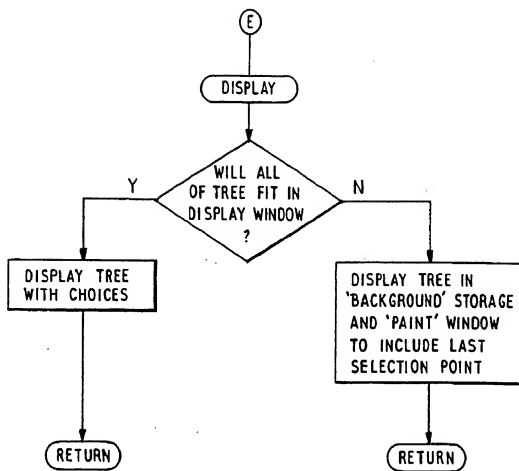 E
DISPLAY
WILL ALL
OF TREE FIT IN
DISPLAY WINDOW
?
Y
N
DISPLAY TREE
WITH CHOICES
DISPLAY TREE IN
'BACKGROUND' STORAGE
AND 'PAINT' WINDOW
TO INCLUDE LAST
SELECTION POINT
RETURN
RETURN